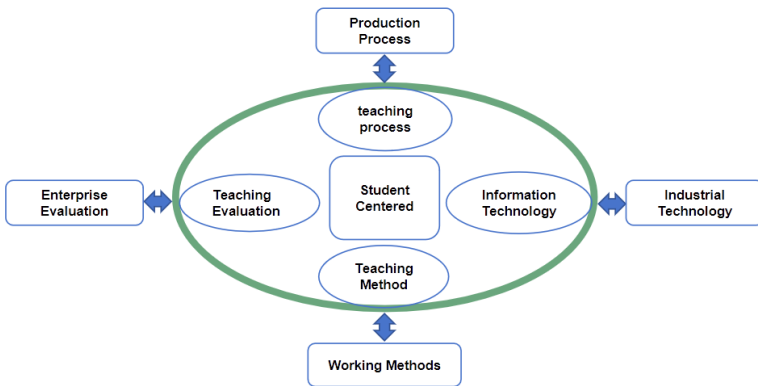 Production
Process
teaching
process
Enterprise
Evaluation
Teaching
Evaluation
Student
Centered
Information
Technology
Industrial
Technology
Teaching
Method
Working Methods